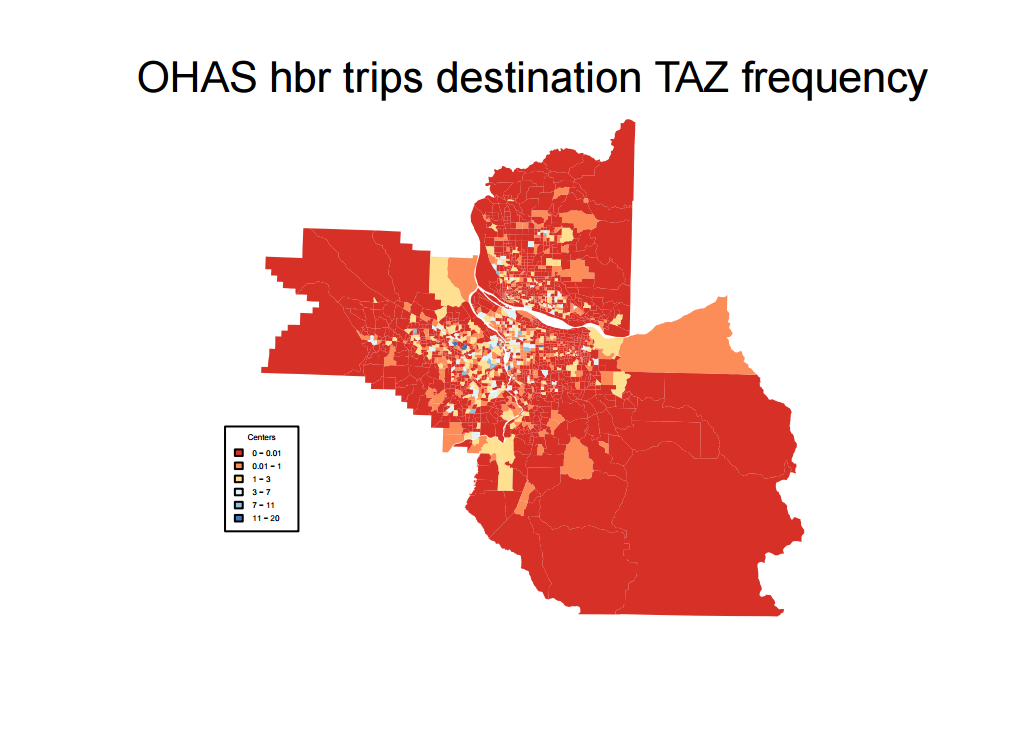 OHAS hbr trips destination TAZ frequency
Centers
0 − 0.01
0.01 − 1
1 − 3
3 − 7
7 − 11
11 − 20